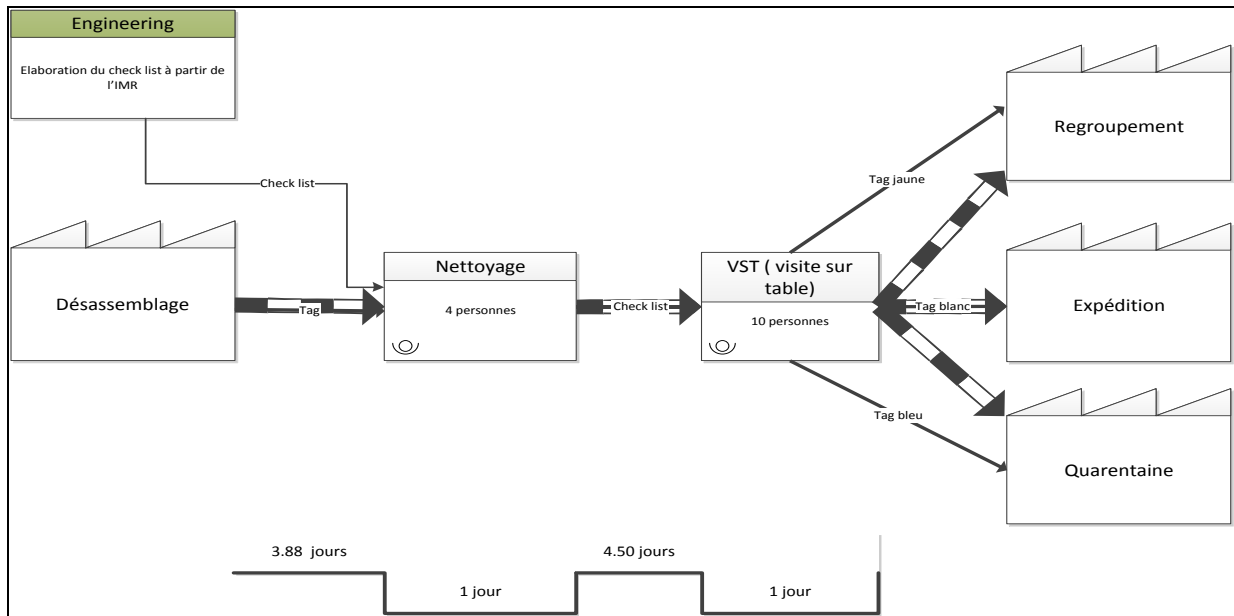 Engineering
Elaboration du check list à partir de
l'IMR
Check list
Désassemblage
Tag
Nettoyage
4 personnes
Check list
VST ( visite sur
table)
10 personnes
Tag jaune
Tag blanc
Tag bleu
Regroupement
Expédition
Quarentaine
3.88 jours
1 jour
4.50 jours
1 jour